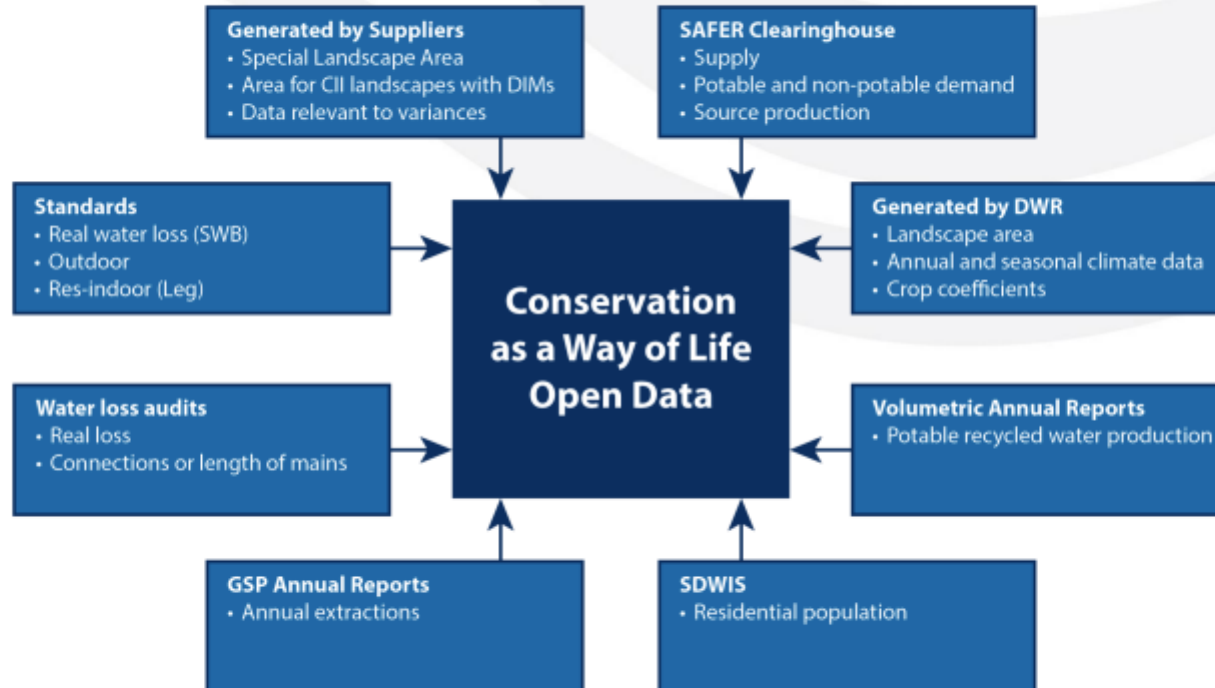 Generated by Suppliers
• Special Landscape Area
• Area for CII landscapes with DIMs
• Data relevant to variances
SAFER Clearinghouse
• Supply
• Potable and non-potable demand
• Source production
Standards
• Real water loss (SWB)
• Outdoor
• Res-indoor (Leg)
Conservation
as a Way of Life
Open Data
Generated by DWR
• Landscape area
• Annual and seasonal climate data
• Crop coefficients
Water loss audits
• Real loss
• Connections or length of mains
Volumetric Annual Reports
• Potable recycled water production
GSP Annual Reports
• Annual extractions
SDWIS
• Residential population